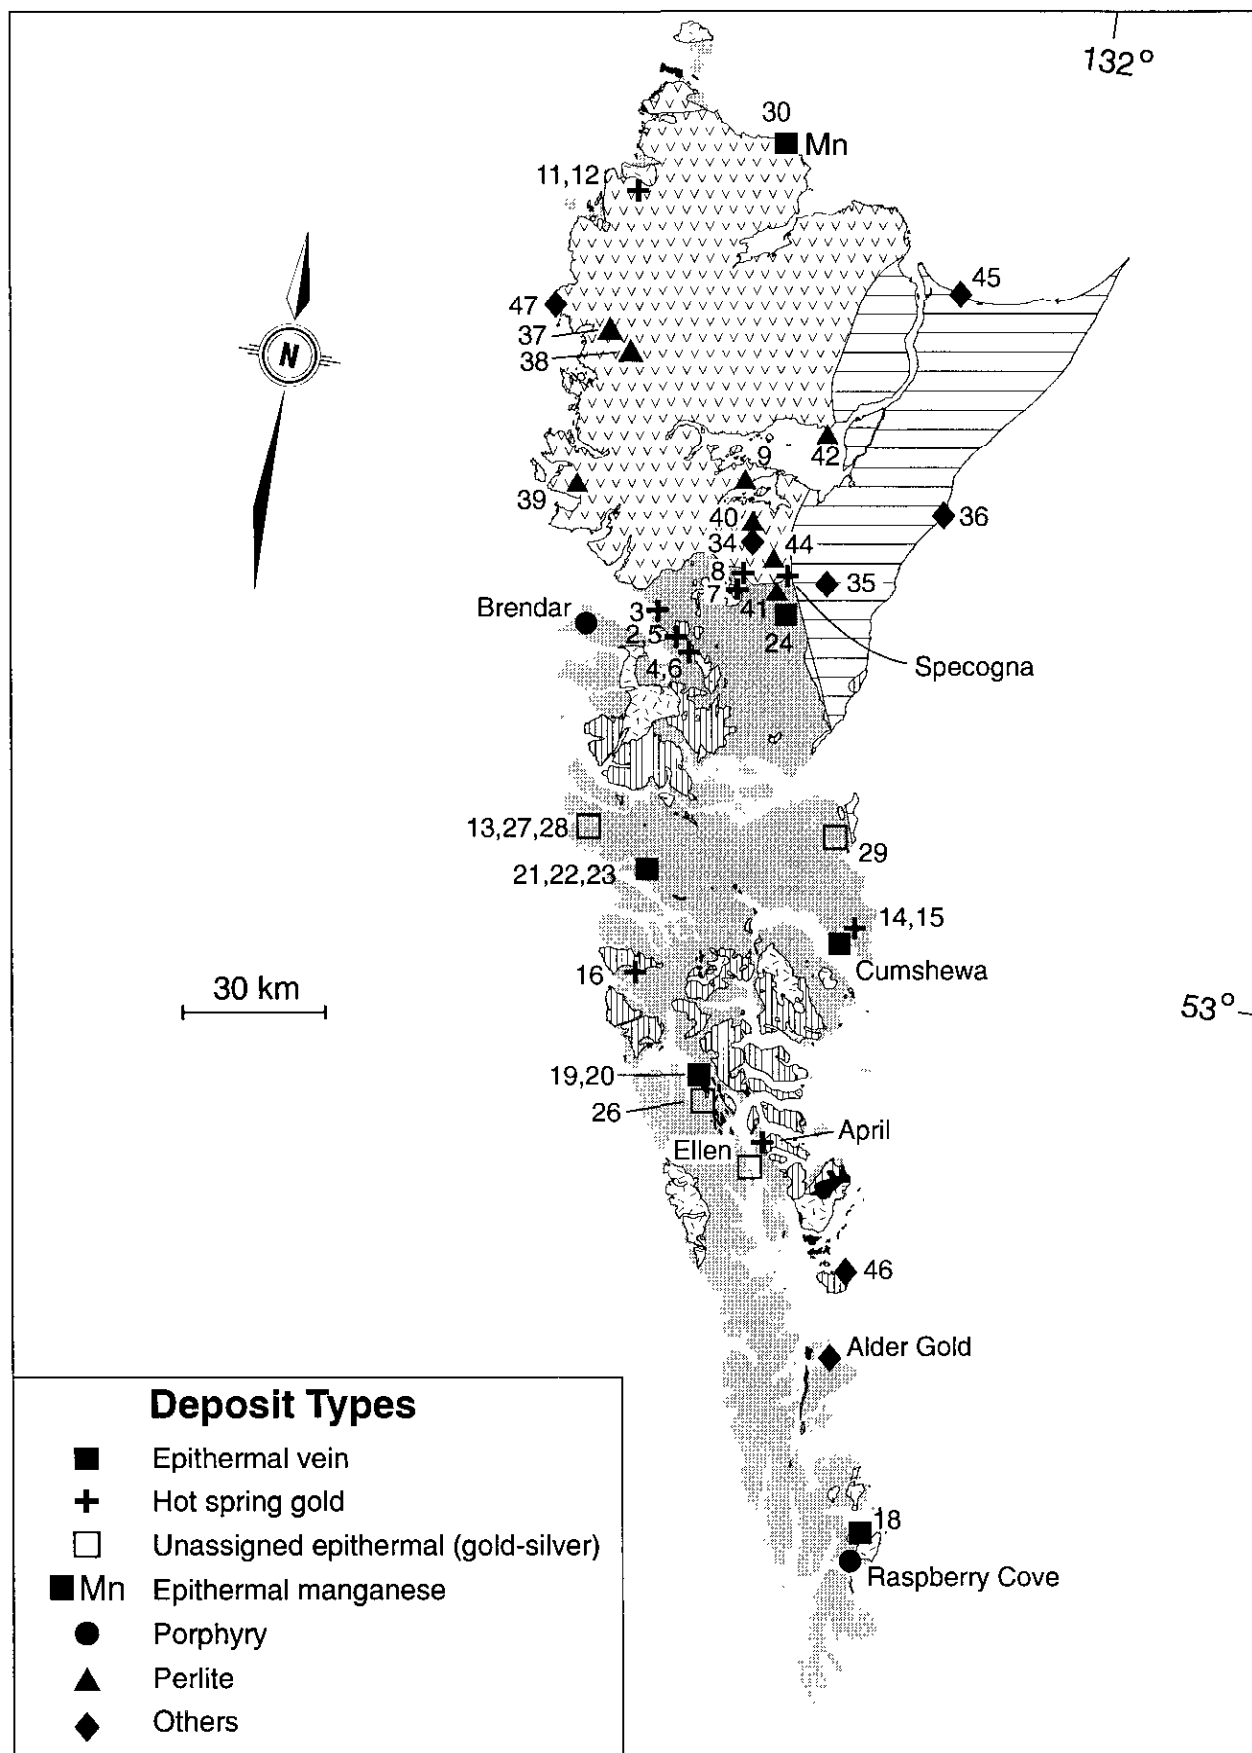 132°
30
Mn
11,12
45
47
37
38
N
9
42
39
40
36
34
44
8
35
7
41
Brendar
3
2,5
24
4,6
Specogna
13,27,28
29
21,22,23
14,15
16
Cumshewa
30 km
53°
19,20
26
April
Ellen
46
Alder Gold
Deposit Types
Epithermal vein
Hot spring gold
18
Unassigned epithermal (gold-silver)
Raspberry Cove
Mn Epithermal manganese
Porphyry
Perlite
Others